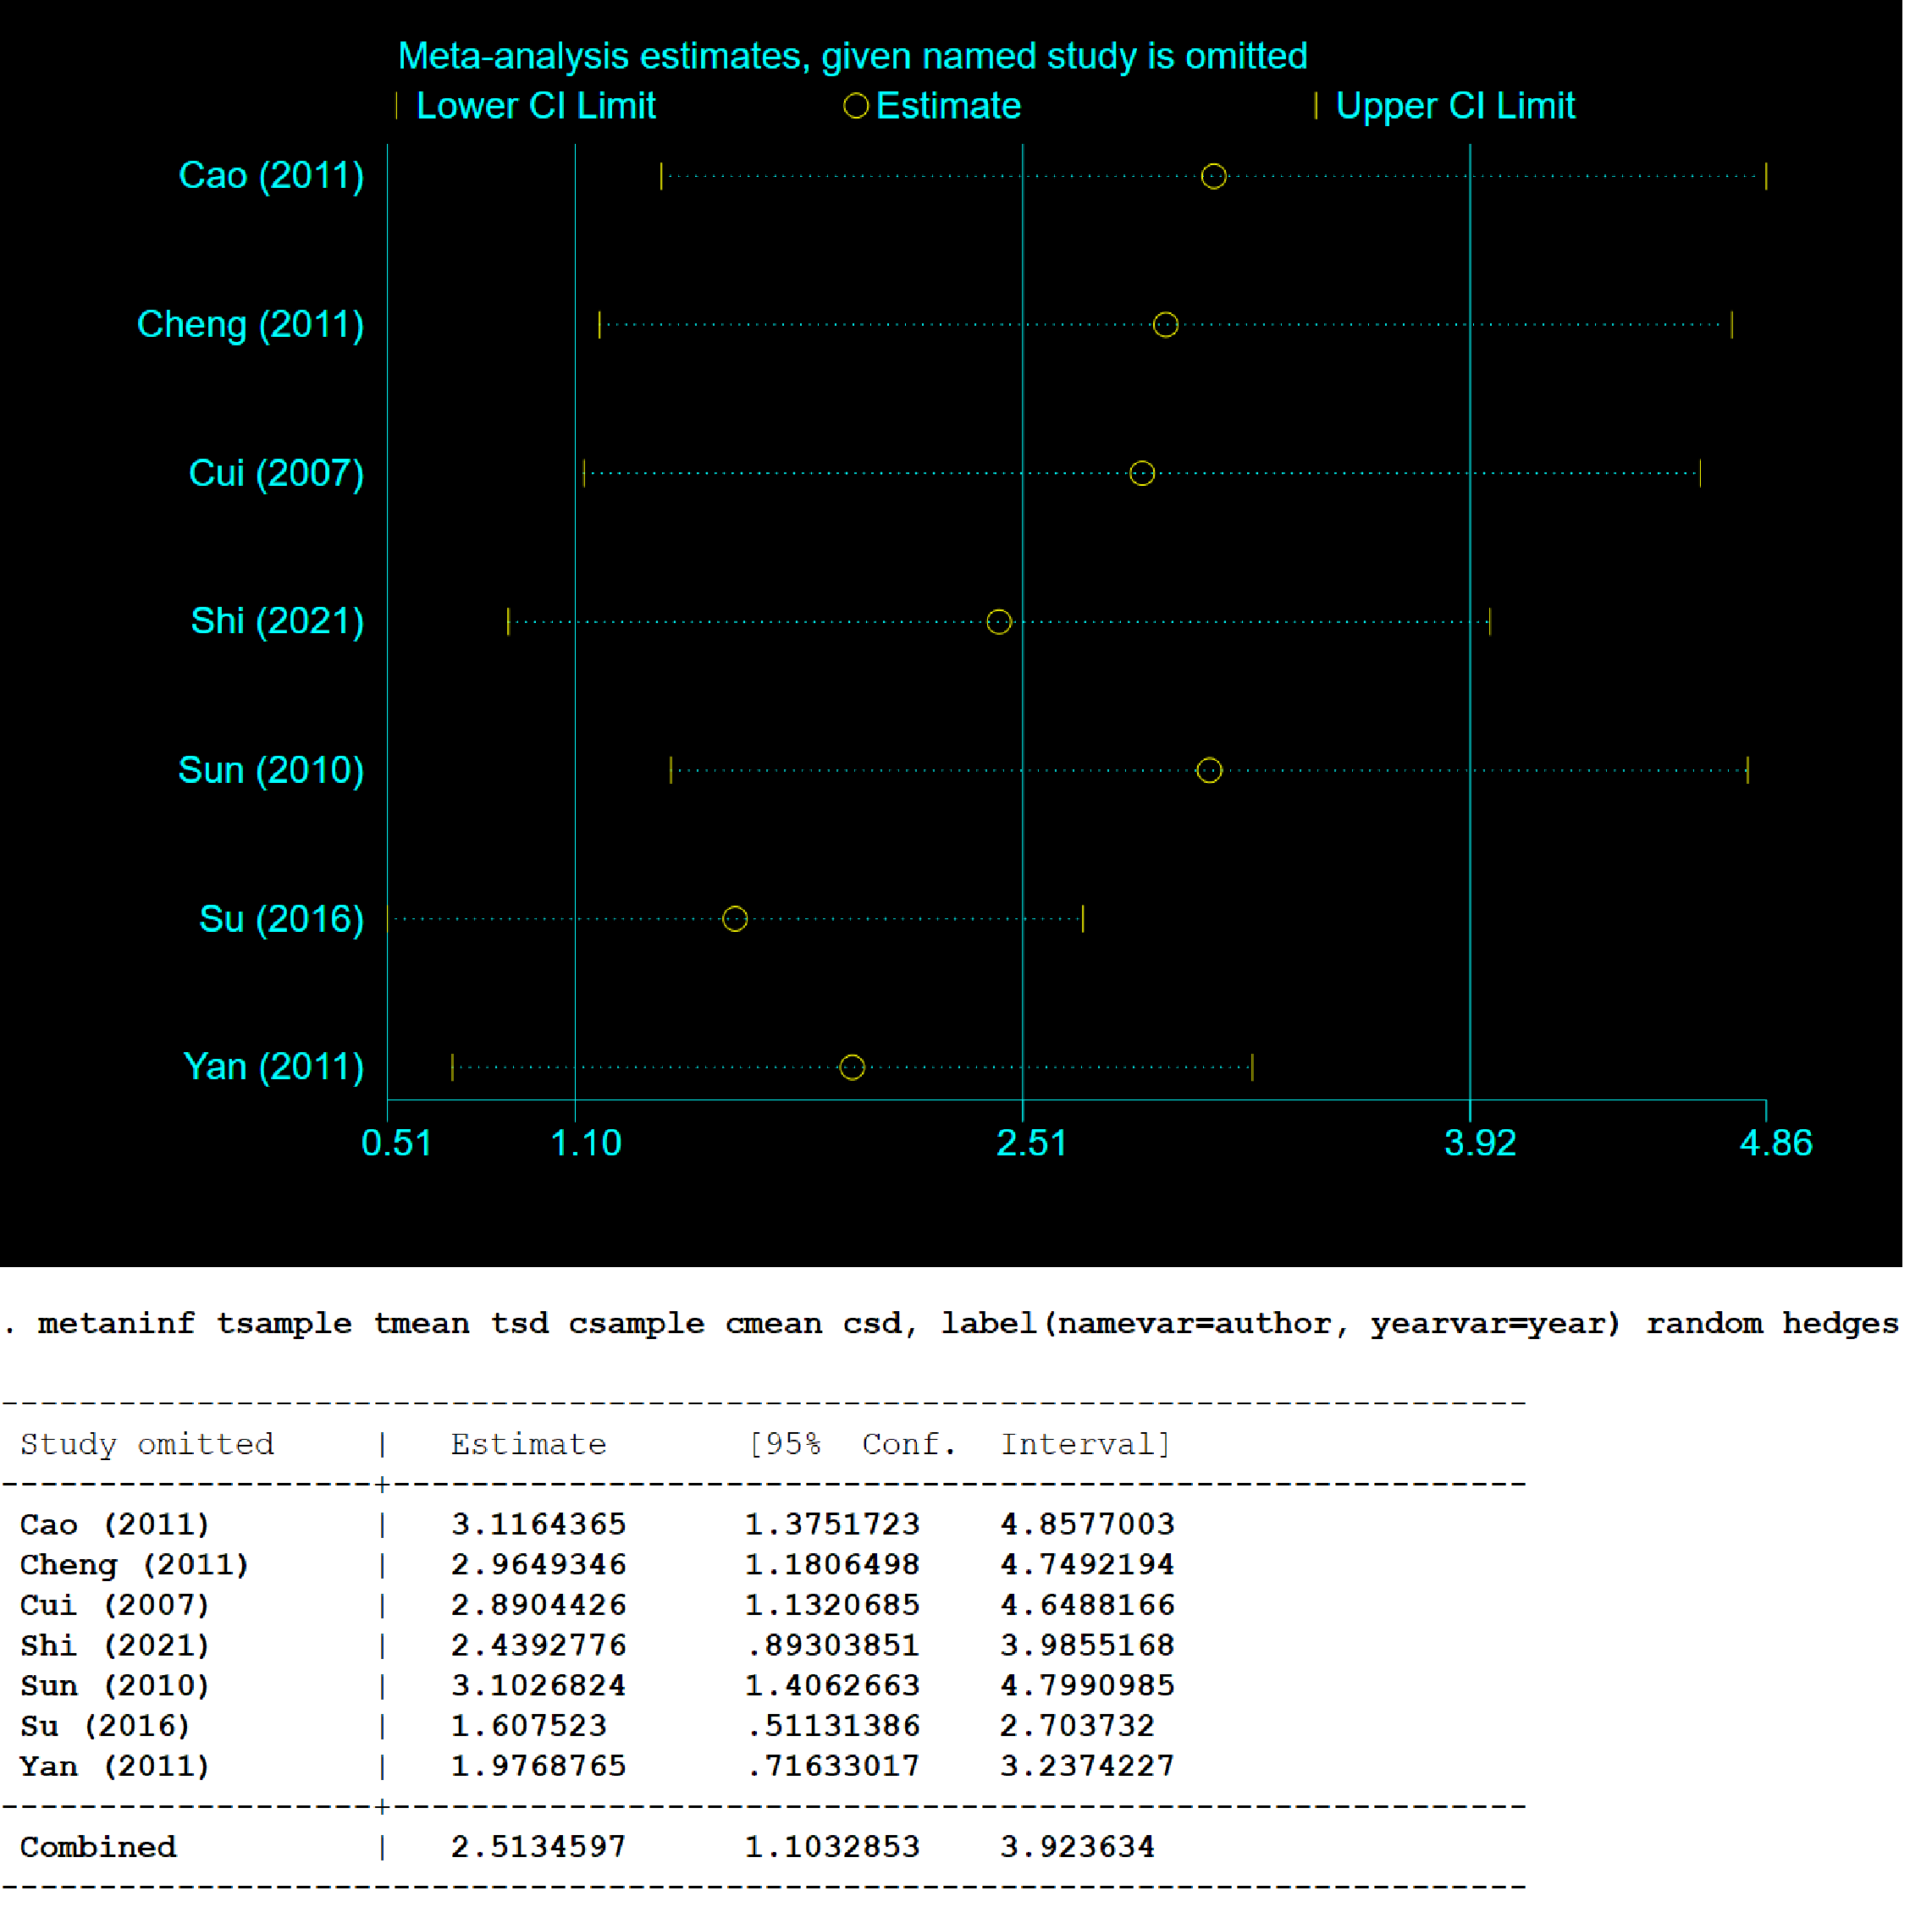 Meta-analysis estimates, given named study is omitted
Lower CI Limit Estimate Upper CI Limit
Cao (2011)
Cheng (2011)
Cui (2007)
Shi (2021)
Sun (2010)
Su (2016)
Yan (2011)
0.51 1.10 2.51 3.92 4.86
. metaninf tsample tmean tsd csample cmean csd, label(namevar=author, yearvar=year) random hedges
Study omitted | Estimate [95% Conf. Interval]
Cao (2011) | 3.1164365 1.3751723 4.8577003
Cheng (2011) | 2.9649346 1.1806498 4.7492194
Cui (2007) | 2.8904426 1.1320685 4.6488166
Shi (2021) | 2.4392776 .89303851 3.9855168
Sun (2010) | 3.1026824 1.4062663 4.7990985
Su (2016) | 1.607523 .51131386 2.703732
Yan (2011) | 1.9768765 .71633017 3.2374227
Combined | 2.5134597 1.1032853 3.923634